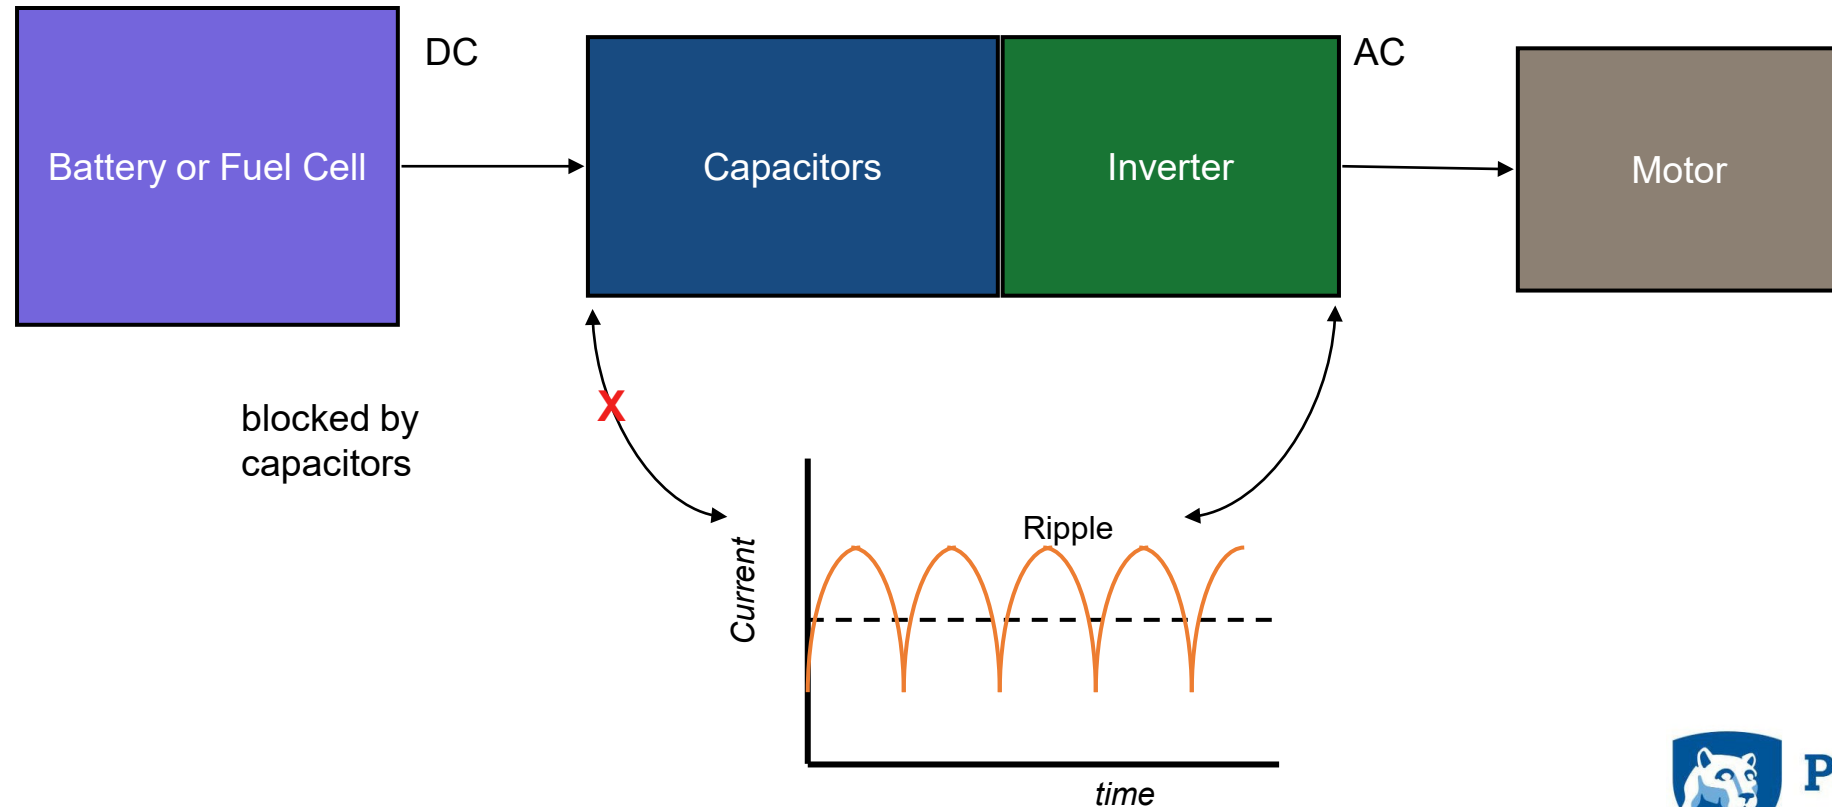 DC
AC
Battery or Fuel Cell
Capacitors
Inverter
Motor
blocked by
capacitors
X
Ripple
Current
time
P